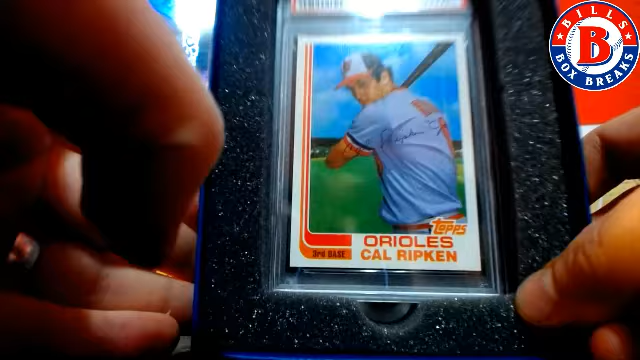 BILLS
B
BOX BREAKS
Topps
ORIOLES
3rd BASE
CAL RIPKEN